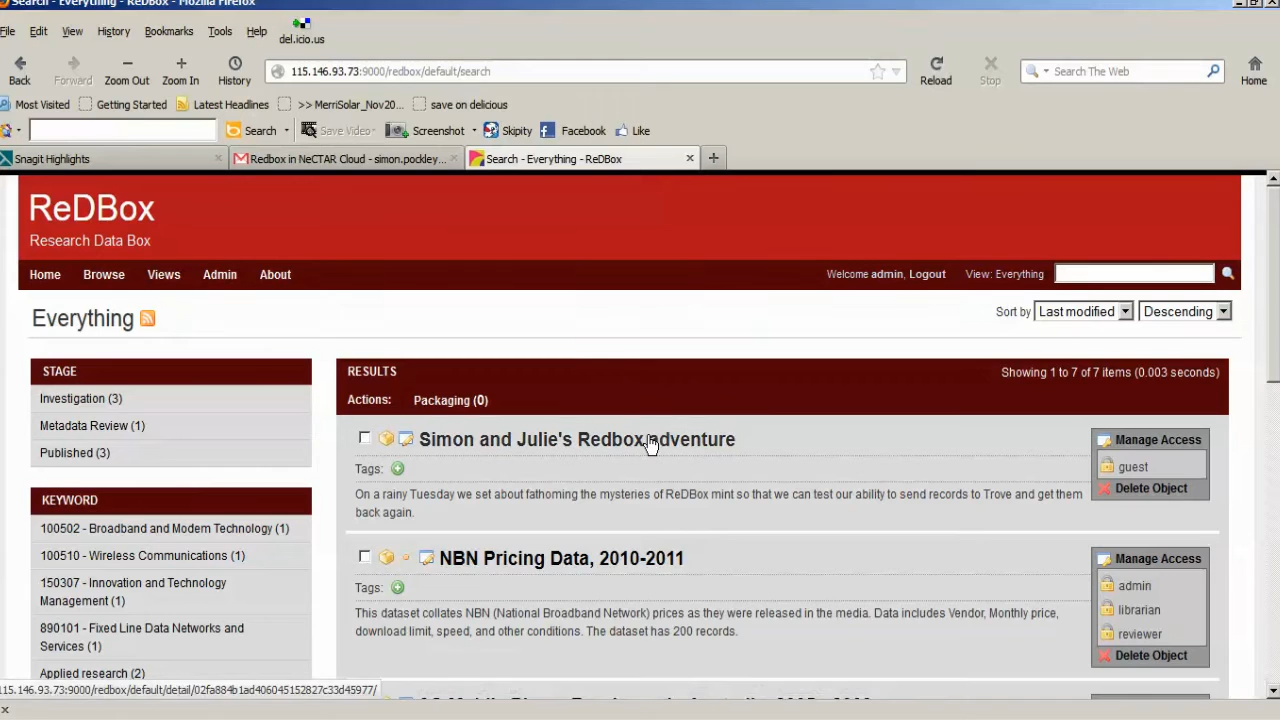 Search - Everything - ReDBox - Mozilla Firefox
File Edit View History Bookmarks Tools Help
del.icio.us
Back Forward Zoom Out Zoom In History 115.146.93.73:9000/redbox/default/search Reload Stop Search The Web Home
Most Visited Getting Started Latest Headlines >> MerriSolar_Nov20... save on delicious
Search Save Video Screenshot Skipity Facebook Like
Snagit Highlights Redbox in NeCTAR Cloud - simon.pockley... Search - Everything - ReDBox
ReDBox
Research Data Box
Home Browse Views Admin About Welcome admin, Logout View: Everything
Everything Sort by Last modified Descending
STAGE
Investigation (3)
Metadata Review (1)
Published (3)
KEYWORD
100502 - Broadband and Modem Technology (1)
100510 - Wireless Communications (1)
150307 - Innovation and Technology
Management (1)
890101 - Fixed Line Data Networks and
Services (1)
Applied research (2)
RESULTS Showing 1 to 7 of 7 items (0.003 seconds)
Actions: Packaging (0)
Simon and Julie's Redbox adventure
Tags:
On a rainy Tuesday we set about fathoming the mysteries of ReDBox mint so that we can test our ability to send records to Trove and get them
back again.
Manage Access
guest
Delete Object
NBN Pricing Data, 2010-2011
Tags:
This dataset collates NBN (National Broadband Network) prices as they were released in the media. Data includes Vendor, Monthly price,
download limit, speed, and other conditions. The dataset has 200 records.
Manage Access
admin
librarian
reviewer
Delete Object
115.146.93.73:9000/redbox/default/detail/02fa884b1ad406045152827c33d45977/